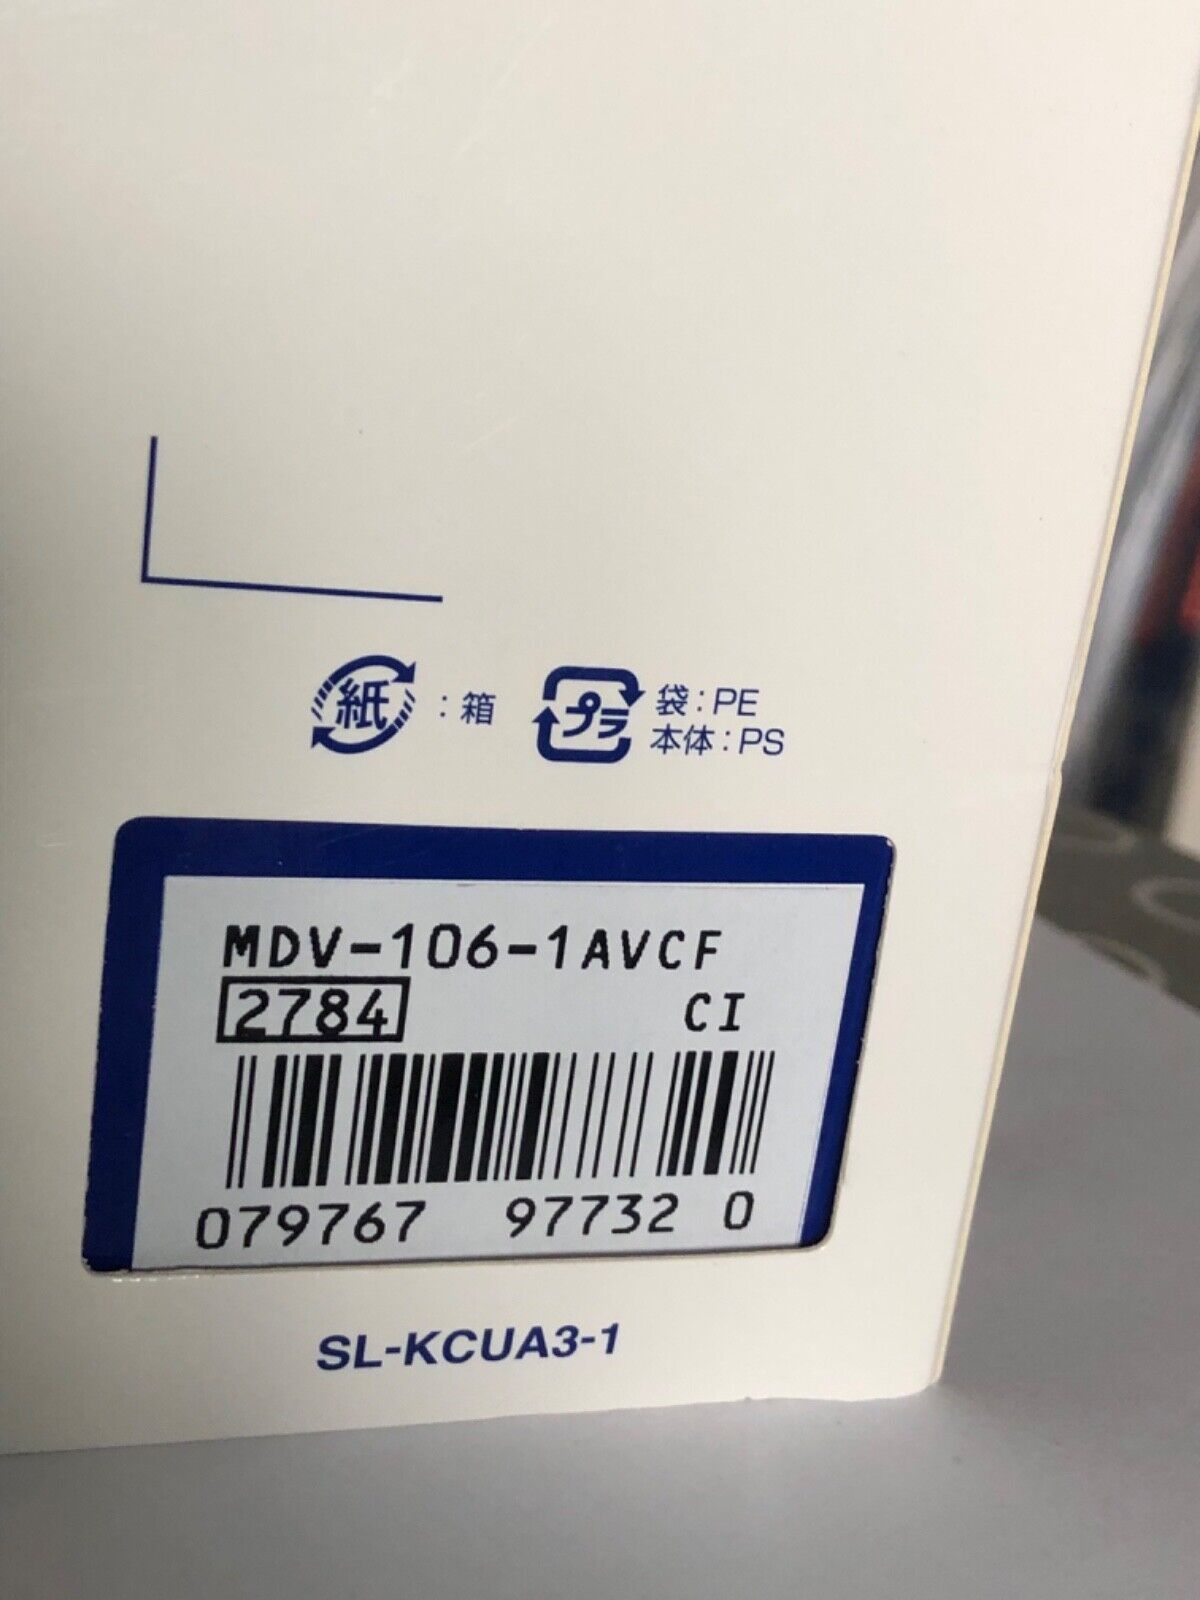 紙 : 箱
プラ 袋 : PE
本体 : PS
MDV-106-1AVCF
2784 CI
079767 97732 0
SL-KCUA3-1